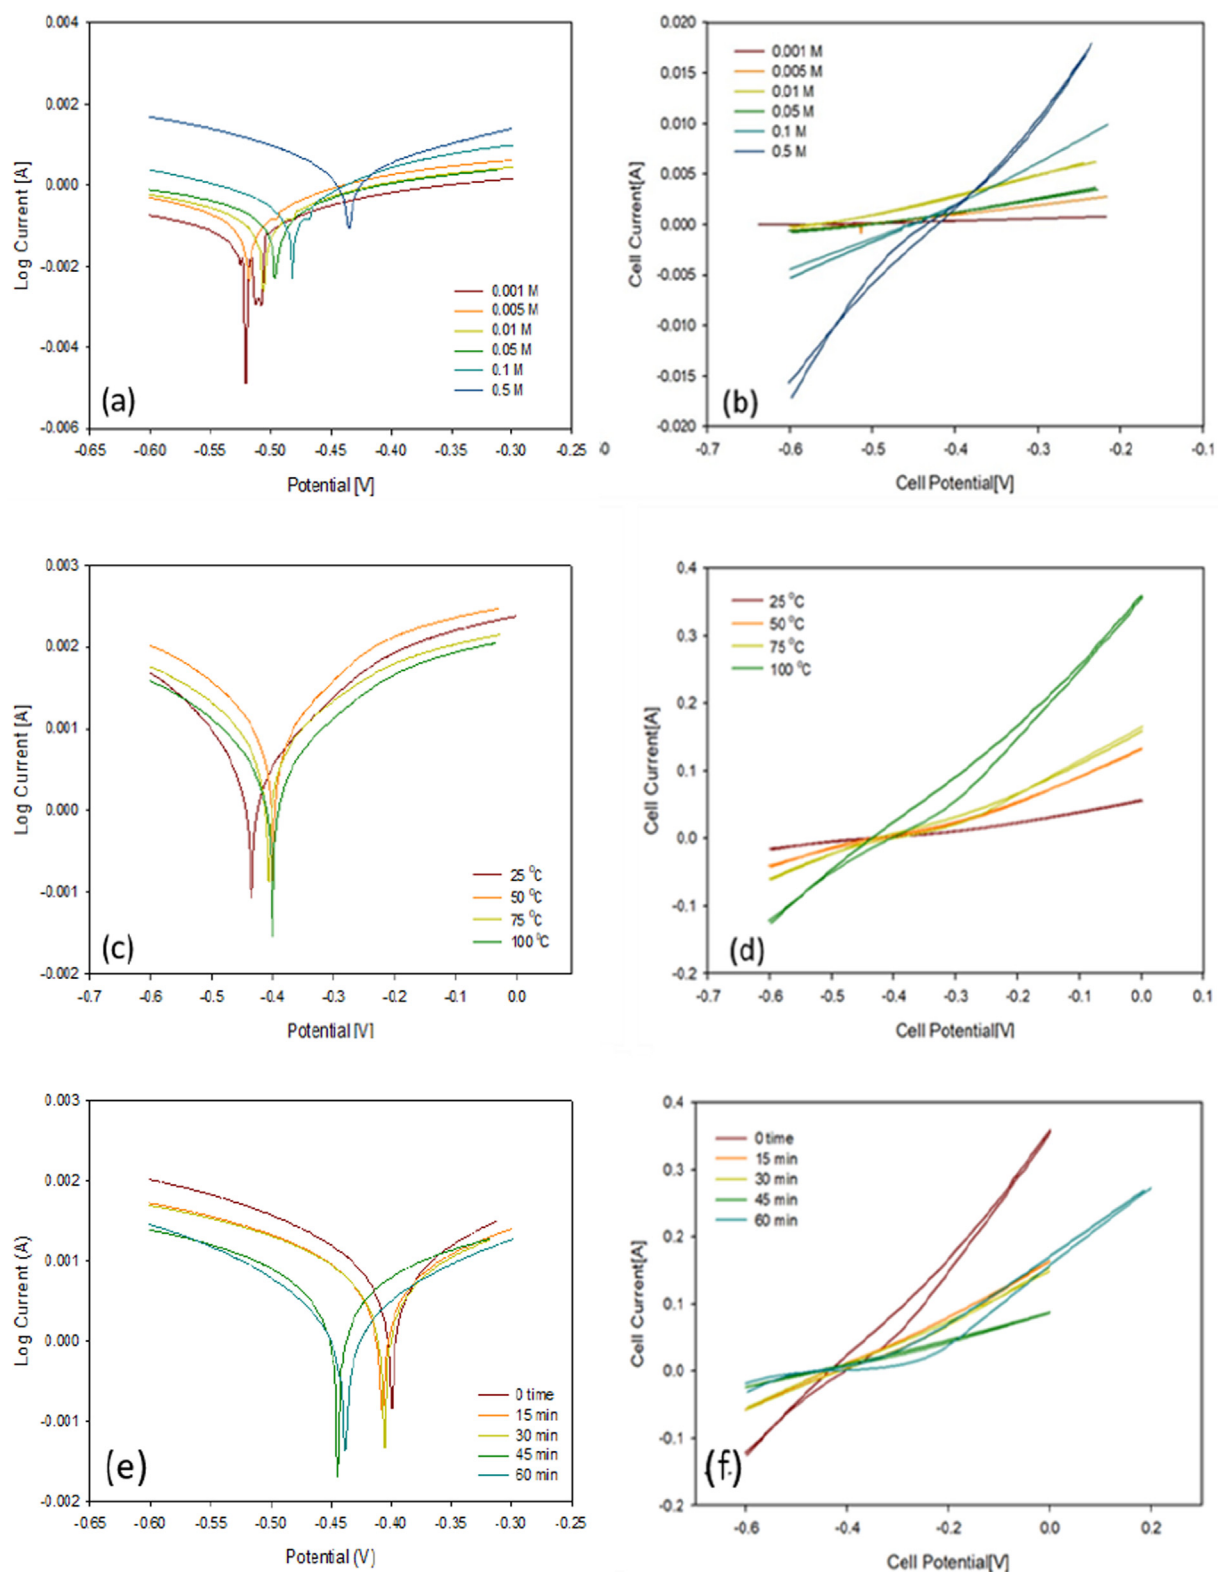 0.004
0.002
0.000
-0.002
-0.004
-0.006
Log Current [A]
0.001 M
0.005 M
0.01 M
0.05 M
0.1 M
0.5 M
(a)
-0.65 -0.60 -0.55 -0.50 -0.45 -0.40 -0.35 -0.30 -0.25
Potential [V]
0.020
0.015
0.010
0.005
0.000
-0.005
-0.010
-0.015
-0.020
Cell Current[A]
0.001 M
0.005 M
0.01 M
0.05 M
0.1 M
0.5 M
(b)
0
-0.7 -0.6 -0.5 -0.4 -0.3 -0.2 -0.1
Cell Potential[V]
0.003
0.002
0.001
0.000
-0.001
-0.002
Log Current [A]
25 ⁰C
50 ⁰C
75 ⁰C
100 ⁰C
(c)
-0.7 -0.6 -0.5 -0.4 -0.3 -0.2 -0.1 0.0
Potential [V]
0.4
0.3
0.2
0.1
0.0
-0.1
-0.2
Cell Current[A]
25 ⁰C
50 ⁰C
75 ⁰C
100 ⁰C
(d)
-0.7 -0.6 -0.5 -0.4 -0.3 -0.2 -0.1 0.0 0.1
Cell Potential[V]
0.003
0.002
0.001
0.000
-0.001
-0.002
Log Current (A)
0 time
15 min
30 min
45 min
60 min
(e)
-0.65 -0.60 -0.55 -0.50 -0.45 -0.40 -0.35 -0.30 -0.25
Potential (V)
0.4
0.3
0.2
0.1
0.0
-0.1
-0.2
Cell Current[A]
0 time
15 min
30 min
45 min
60 min
(f)
-0.6 -0.4 -0.2 0.0 0.2
Cell Potential[V]